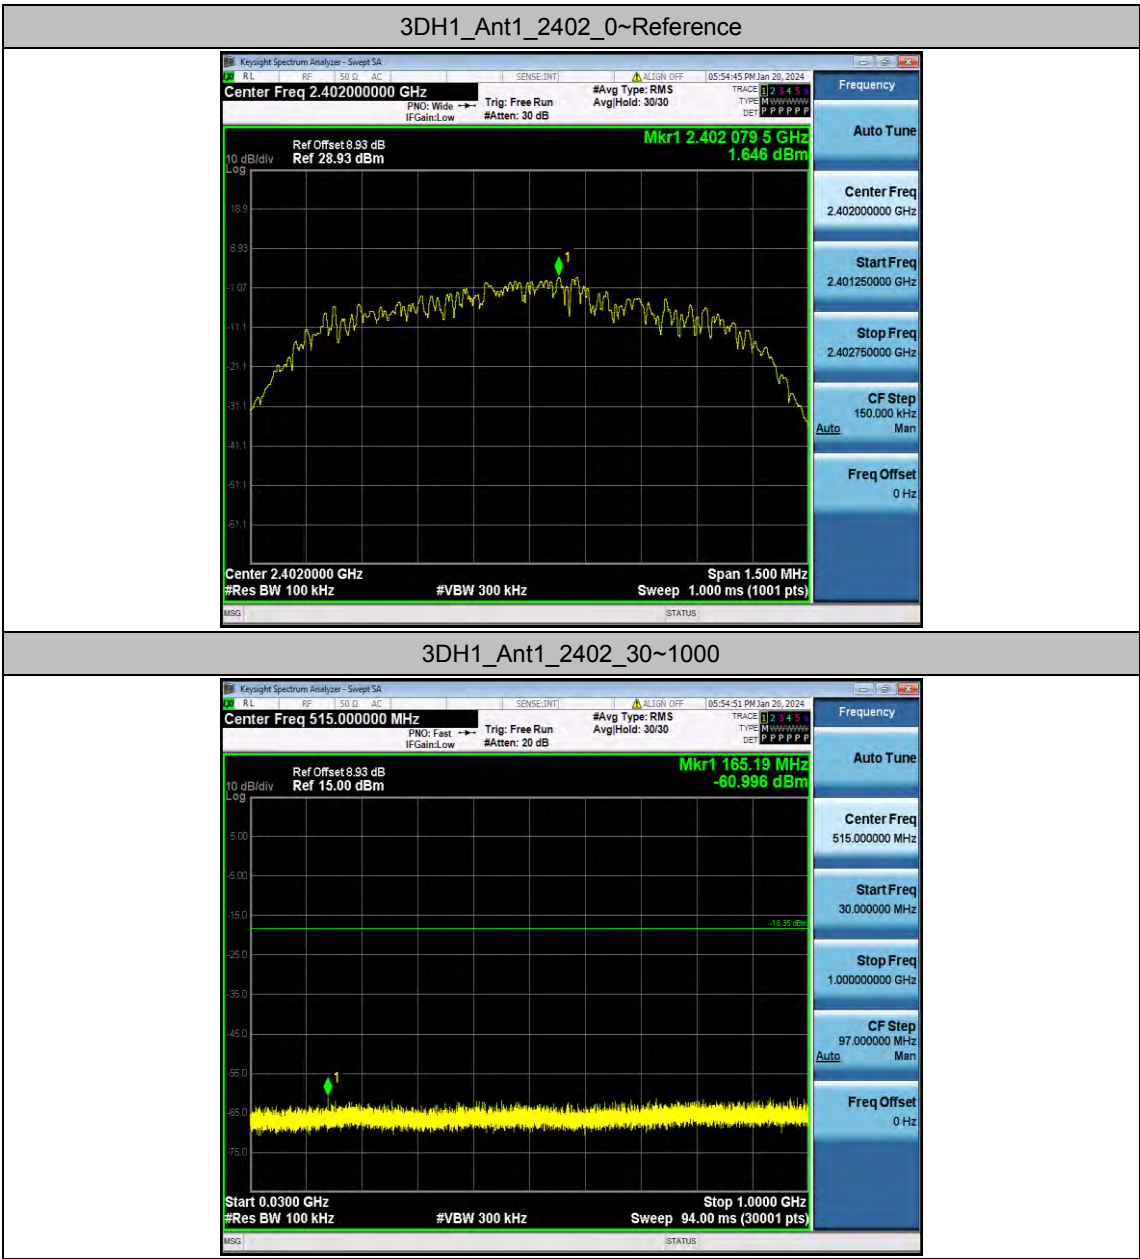 3DH1_Ant1_2402_0~Reference
Keysight Spectrum Analyzer - Swept SA
RL RF 50 Ω AC SENSE:INT ALIGN OFF 05:54:45 PM Jan 20, 2024
Center Freq 2.402000000 GHz
PNO: Wide
IFGain:Low
Trig: Free Run
#Atten: 30 dB
#Avg Type: RMS
Avg|Hold: 30/30
TRACE 1 2 3 4 5 6
TYPE M WWWWW
DET P P P P P P
Frequency
Mkr1 2.402 079 5 GHz
1.646 dBm
Ref Offset 8.93 dB
10 dB/div Ref 28.93 dBm
Log
18.9
8.93
-1.07
-11.1
-21.1
-31.1
-41.1
-51.1
-61.1
1
Auto Tune
Center Freq
2.402000000 GHz
Start Freq
2.401250000 GHz
Stop Freq
2.402750000 GHz
CF Step
150.000 kHz
Auto Man
Freq Offset
0 Hz
Center 2.4020000 GHz Span 1.500 MHz
#Res BW 100 kHz #VBW 300 kHz Sweep 1.000 ms (1001 pts)
MSG STATUS
3DH1_Ant1_2402_30~1000
Keysight Spectrum Analyzer - Swept SA
RL RF 50 Ω AC SENSE:INT ALIGN OFF 05:54:51 PM Jan 20, 2024
Center Freq 515.000000 MHz
PNO: Fast
IFGain:Low
Trig: Free Run
#Atten: 20 dB
#Avg Type: RMS
Avg|Hold: 30/30
TRACE 1 2 3 4 5 6
TYPE M WWWWW
DET P P P P P P
Frequency
Mkr1 165.19 MHz
-60.996 dBm
Ref Offset 8.93 dB
10 dB/div Ref 15.00 dBm
Log
5.00
-5.00
-15.0
-25.0
-35.0
-45.0
-55.0
-65.0
-75.0
-18.35 dBm
1
Auto Tune
Center Freq
515.000000 MHz
Start Freq
30.000000 MHz
Stop Freq
1.000000000 GHz
CF Step
97.000000 MHz
Auto Man
Freq Offset
0 Hz
Start 0.0300 GHz Stop 1.0000 GHz
#Res BW 100 kHz #VBW 300 kHz Sweep 94.00 ms (30001 pts)
MSG STATUS